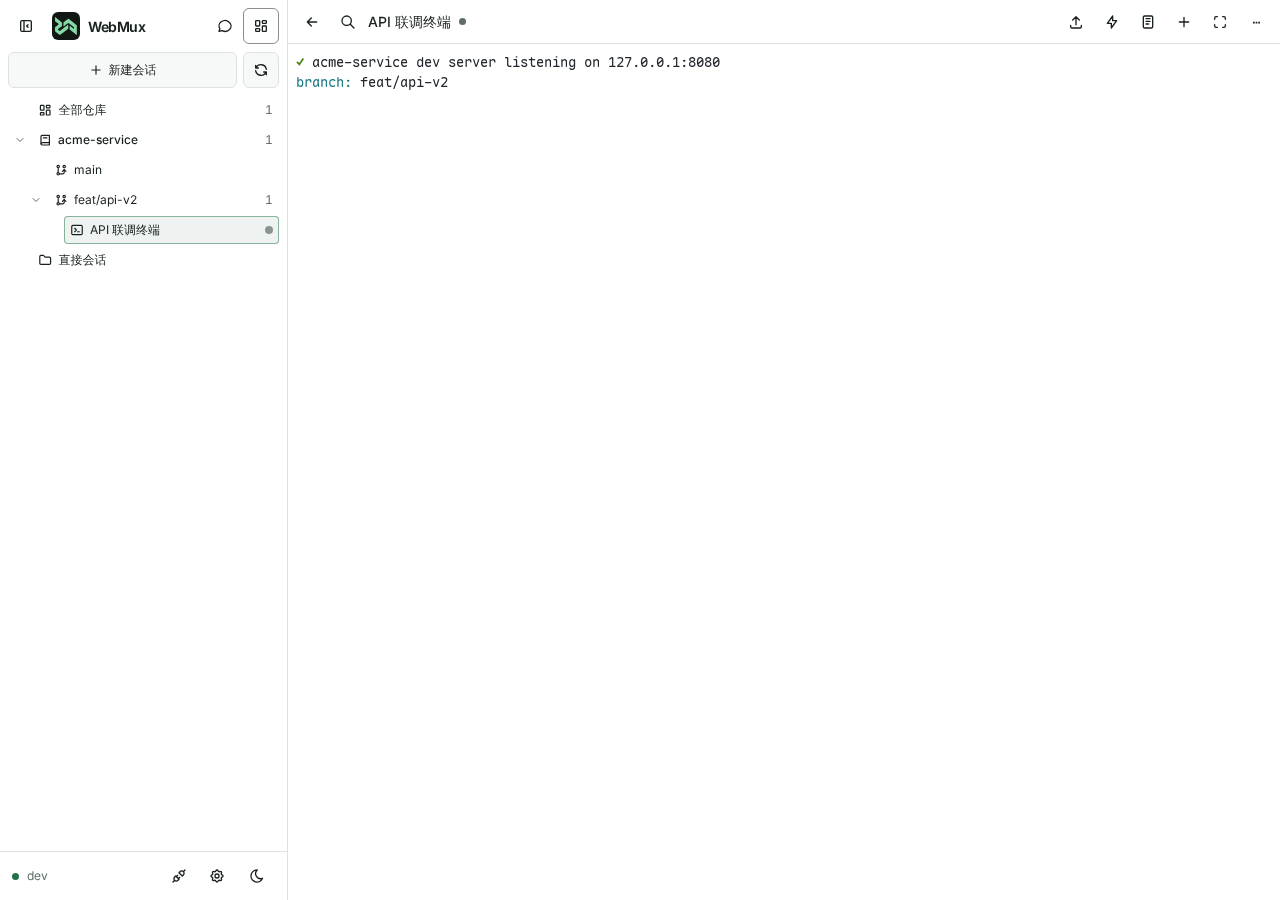 WebMux
新建会话
全部仓库 1
acme-service 1
main
feat/api-v2 1
API 联调终端
直接会话
dev
API 联调终端
✓ acme-service dev server listening on 127.0.0.1:8080
branch: feat/api-v2